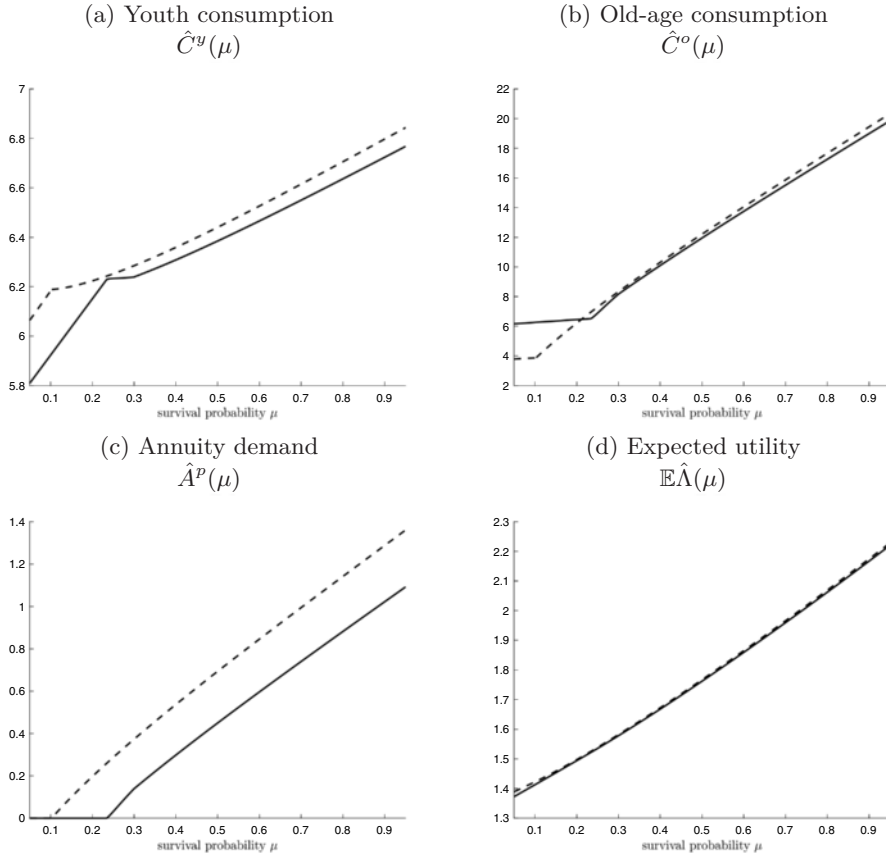 (a) Youth consumption
Ĉ^y(μ)
7
6.8
6.6
6.4
6.2
6
5.8
0.1 0.2 0.3 0.4 0.5 0.6 0.7 0.8 0.9
survival probability μ
(b) Old-age consumption
Ĉ^o(μ)
22
20
18
16
14
12
10
8
6
4
2
0.1 0.2 0.3 0.4 0.5 0.6 0.7 0.8 0.9
survival probability μ
(c) Annuity demand
Â^p(μ)
1.4
1.2
1
0.8
0.6
0.4
0.2
0
0.1 0.2 0.3 0.4 0.5 0.6 0.7 0.8 0.9
survival probability μ
(d) Expected utility
𝔼Λ̂(μ)
2.3
2.2
2.1
2
1.9
1.8
1.7
1.6
1.5
1.4
1.3
0.1 0.2 0.3 0.4 0.5 0.6 0.7 0.8 0.9
survival probability μ